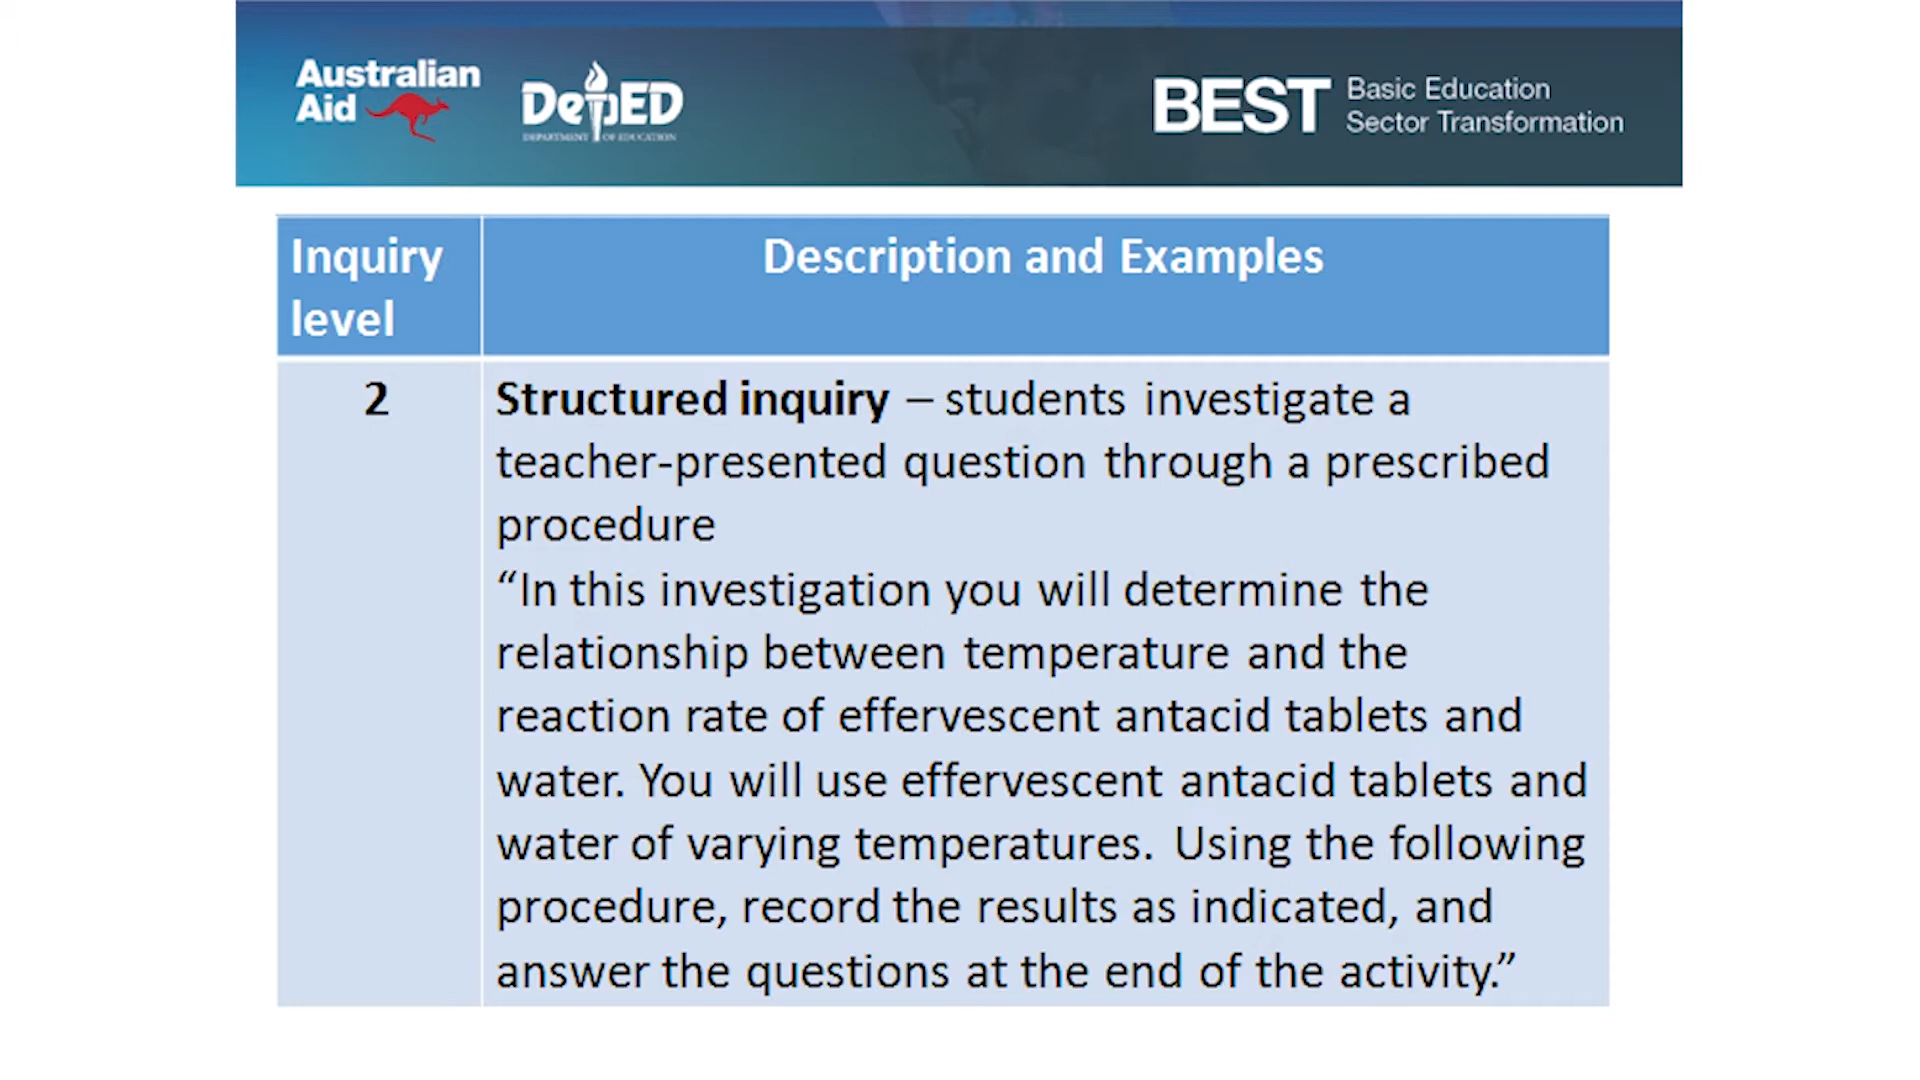 Australian
Aid
DepED
DEPARTMENT OF EDUCATION
BEST
Basic Education
Sector Transformation
Inquiry
level
Description and Examples
2
Structured inquiry – students investigate a
teacher-presented question through a prescribed
procedure
“In this investigation you will determine the
relationship between temperature and the
reaction rate of effervescent antacid tablets and
water. You will use effervescent antacid tablets and
water of varying temperatures. Using the following
procedure, record the results as indicated, and
answer the questions at the end of the activity.”